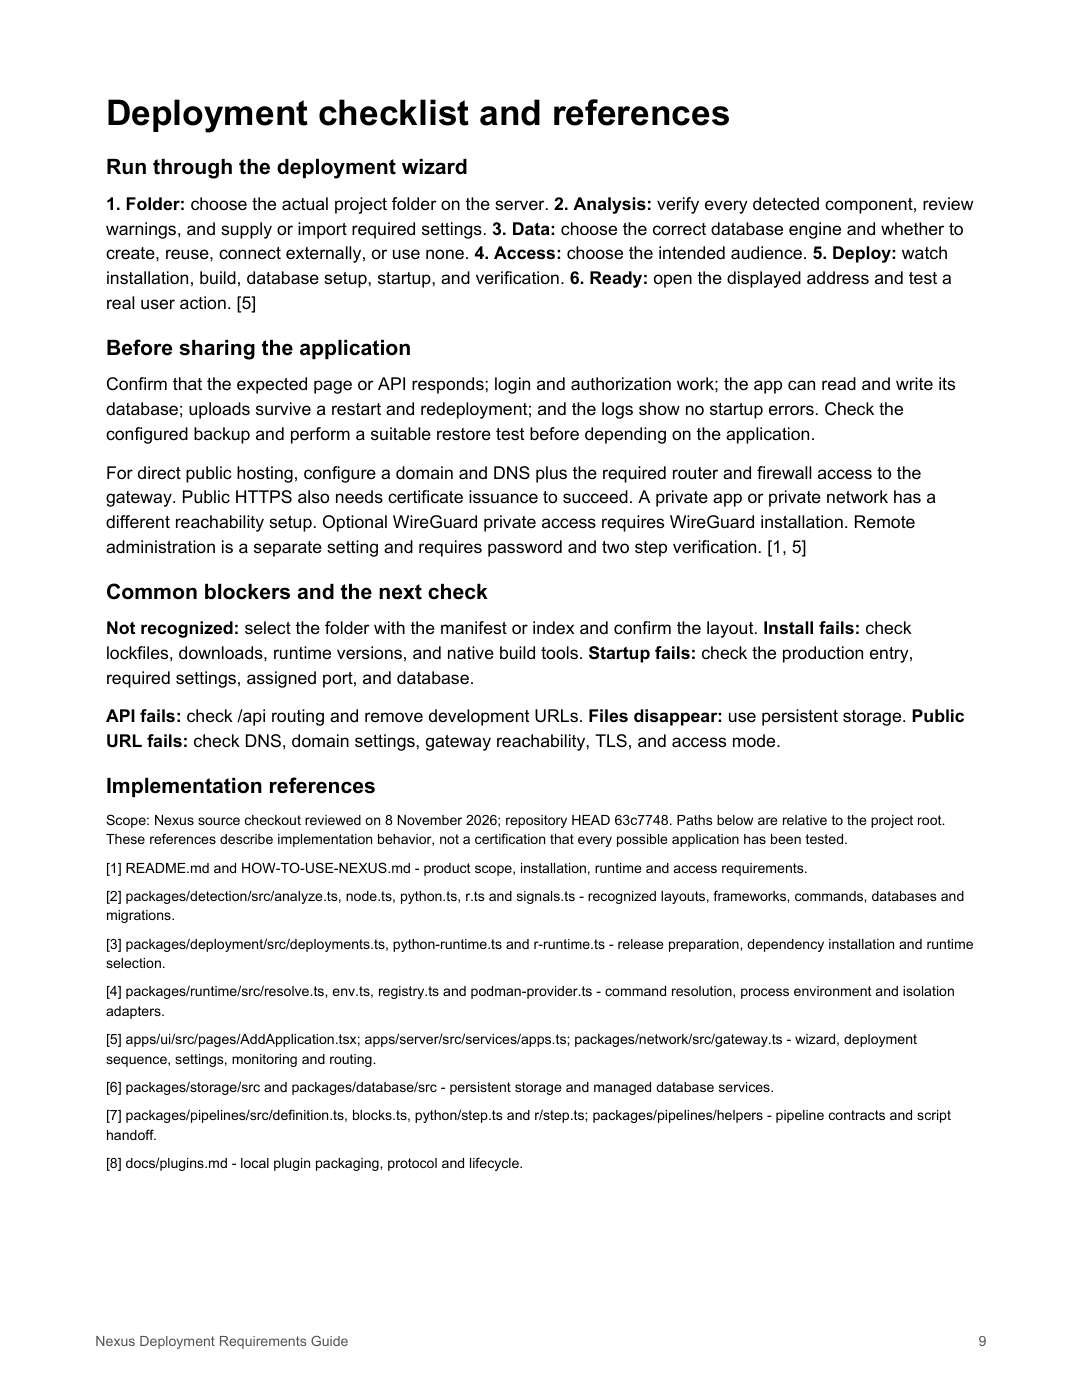 Deployment checklist and references
Run through the deployment wizard
1. Folder: choose the actual project folder on the server. 2. Analysis: verify every detected component, review
warnings, and supply or import required settings. 3. Data: choose the correct database engine and whether to
create, reuse, connect externally, or use none. 4. Access: choose the intended audience. 5. Deploy: watch
installation, build, database setup, startup, and verification. 6. Ready: open the displayed address and test a
real user action. [5]
Before sharing the application
Confirm that the expected page or API responds; login and authorization work; the app can read and write its
database; uploads survive a restart and redeployment; and the logs show no startup errors. Check the
configured backup and perform a suitable restore test before depending on the application.
For direct public hosting, configure a domain and DNS plus the required router and firewall access to the
gateway. Public HTTPS also needs certificate issuance to succeed. A private app or private network has a
different reachability setup. Optional WireGuard private access requires WireGuard installation. Remote
administration is a separate setting and requires password and two step verification. [1, 5]
Common blockers and the next check
Not recognized: select the folder with the manifest or index and confirm the layout. Install fails: check
lockfiles, downloads, runtime versions, and native build tools. Startup fails: check the production entry,
required settings, assigned port, and database.
API fails: check /api routing and remove development URLs. Files disappear: use persistent storage. Public
URL fails: check DNS, domain settings, gateway reachability, TLS, and access mode.
Implementation references
Scope: Nexus source checkout reviewed on 8 November 2026; repository HEAD 63c7748. Paths below are relative to the project root.
These references describe implementation behavior, not a certification that every possible application has been tested.
[1] README.md and HOW-TO-USE-NEXUS.md - product scope, installation, runtime and access requirements.
[2] packages/detection/src/analyze.ts, node.ts, python.ts, r.ts and signals.ts - recognized layouts, frameworks, commands, databases and
migrations.
[3] packages/deployment/src/deployments.ts, python-runtime.ts and r-runtime.ts - release preparation, dependency installation and runtime
selection.
[4] packages/runtime/src/resolve.ts, env.ts, registry.ts and podman-provider.ts - command resolution, process environment and isolation
adapters.
[5] apps/ui/src/pages/AddApplication.tsx; apps/server/src/services/apps.ts; packages/network/src/gateway.ts - wizard, deployment
sequence, settings, monitoring and routing.
[6] packages/storage/src and packages/database/src - persistent storage and managed database services.
[7] packages/pipelines/src/definition.ts, blocks.ts, python/step.ts and r/step.ts; packages/pipelines/helpers - pipeline contracts and script
handoff.
[8] docs/plugins.md - local plugin packaging, protocol and lifecycle.
Nexus Deployment Requirements Guide
9